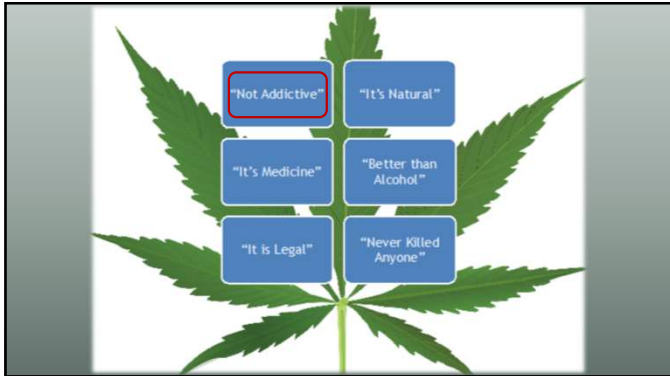 “Not Addictive”
“It’s Natural”
“It’s Medicine”
“Better than
Alcohol”
“It is Legal”
“Never Killed
Anyone”